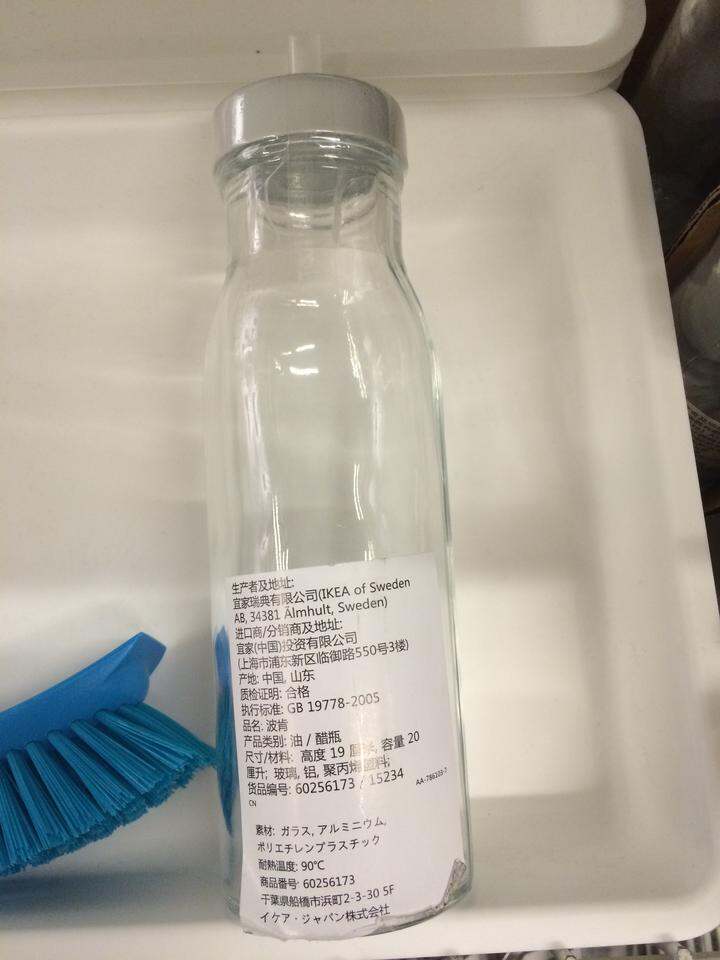 生产者及地址:
宜家瑞典有限公司(IKEA of Sweden
AB, 34381 Älmhult, Sweden)
进口商/分销商及地址:
宜家(中国)投资有限公司
(上海市浦东新区临御路550号3楼)
产地: 中国, 山东
质检证明: 合格
执行标准: GB 19778-2005
品名: 波肯
产品类别: 油 / 醋瓶
尺寸/材料: 高度 19 厘米, 容量 20
厘升; 玻璃, 铝, 聚丙烯塑料;
货品编号: 60256173 / 15234
CN
素材: ガラス, アルミニウム,
ポリエチレンプラスチック
耐熱温度: 90°C
商品番号: 60256173
千葉県船橋市浜町2-3-30 5F
イケア・ジャパン株式会社